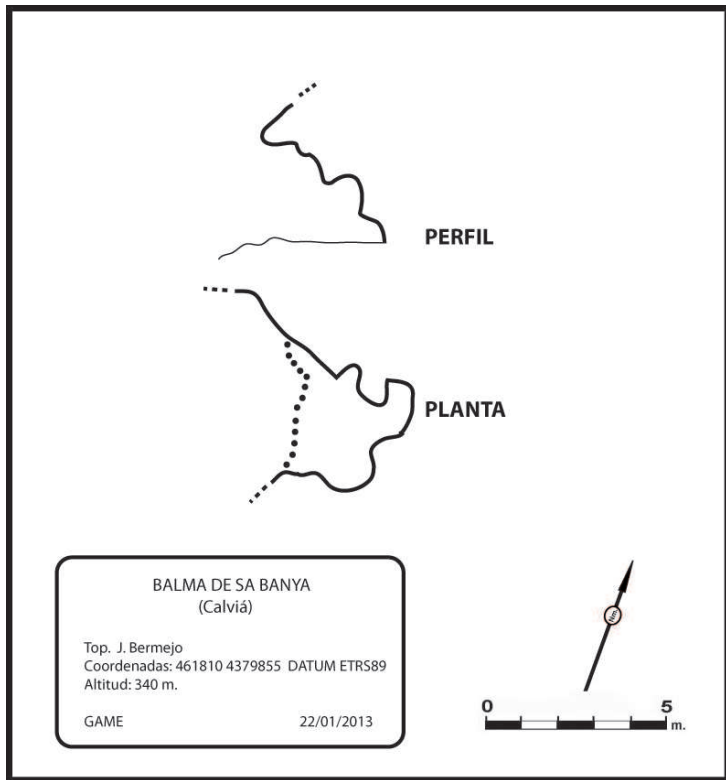 PERFIL
PLANTA
BALMA DE SA BANYA
(Calviá)
Top. J. Bermejo
Coordenadas: 461810 4379855 DATUM ETRS89
Altitud: 340 m.
GAME 22/01/2013
Nm.
0 5
m.